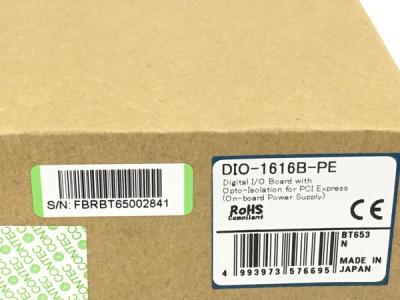 S/N: FBRBT65002841
DIO-1616B-PE
Digital I/O Board with
Opto-Isolation for PCI Express
(On-board Power Supply)
RoHS
Compliant
CE
BT653
N
4 993973 576695
MADE IN
JAPAN
CONTEC